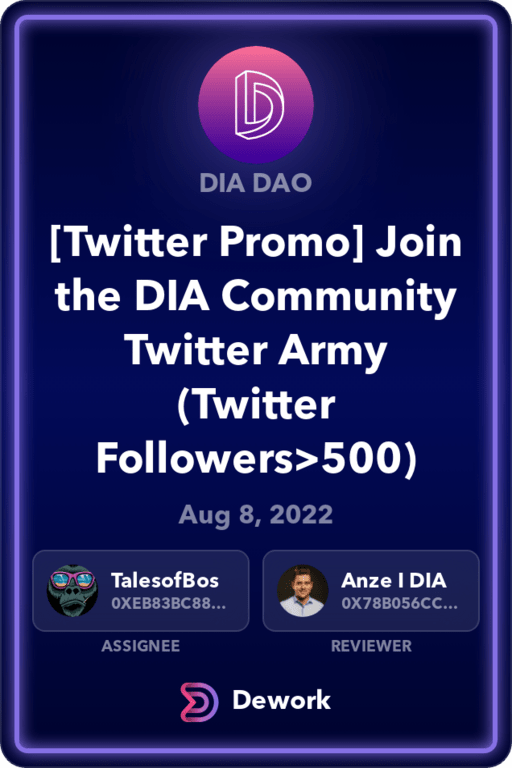 DIA DAO
[Twitter Promo] Join
the DIA Community
Twitter Army
(Twitter
Followers>500)
Aug 8, 2022
TalesofBos
0XEB83BC88...
ASSIGNEE
Anze I DIA
0X78B056CC...
REVIEWER
Dework